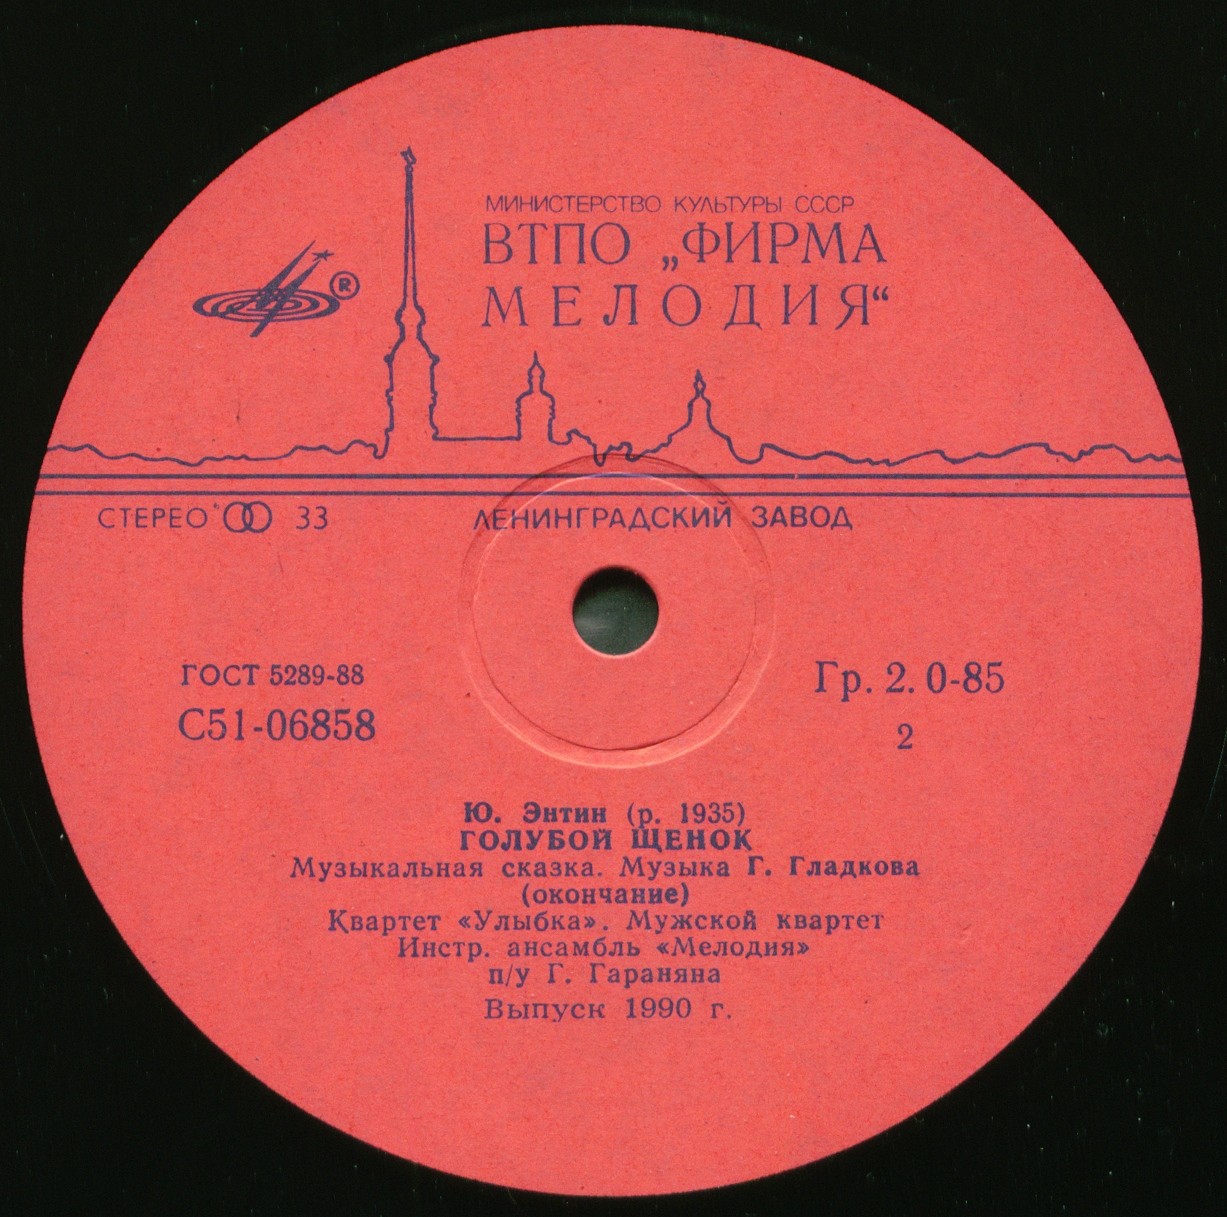 МИНИСТЕРСТВО КУЛЬТУРЫ СССР
ВТПО „ФИРМА
МЕЛОДИЯ“
®
СТЕРЕО 33
ЛЕНИНГРАДСКИЙ ЗАВОД
ГОСТ 5289-88
С51-06858
Гр. 2. 0-85
2
Ю. Энтин (р. 1935)
ГОЛУБОЙ ЩЕНОК
Музыкальная сказка. Музыка Г. Гладкова
(окончание)
Квартет «Улыбка». Мужской квартет
Инстр. ансамбль «Мелодия»
п/у Г. Гараняна
Выпуск 1990 г.